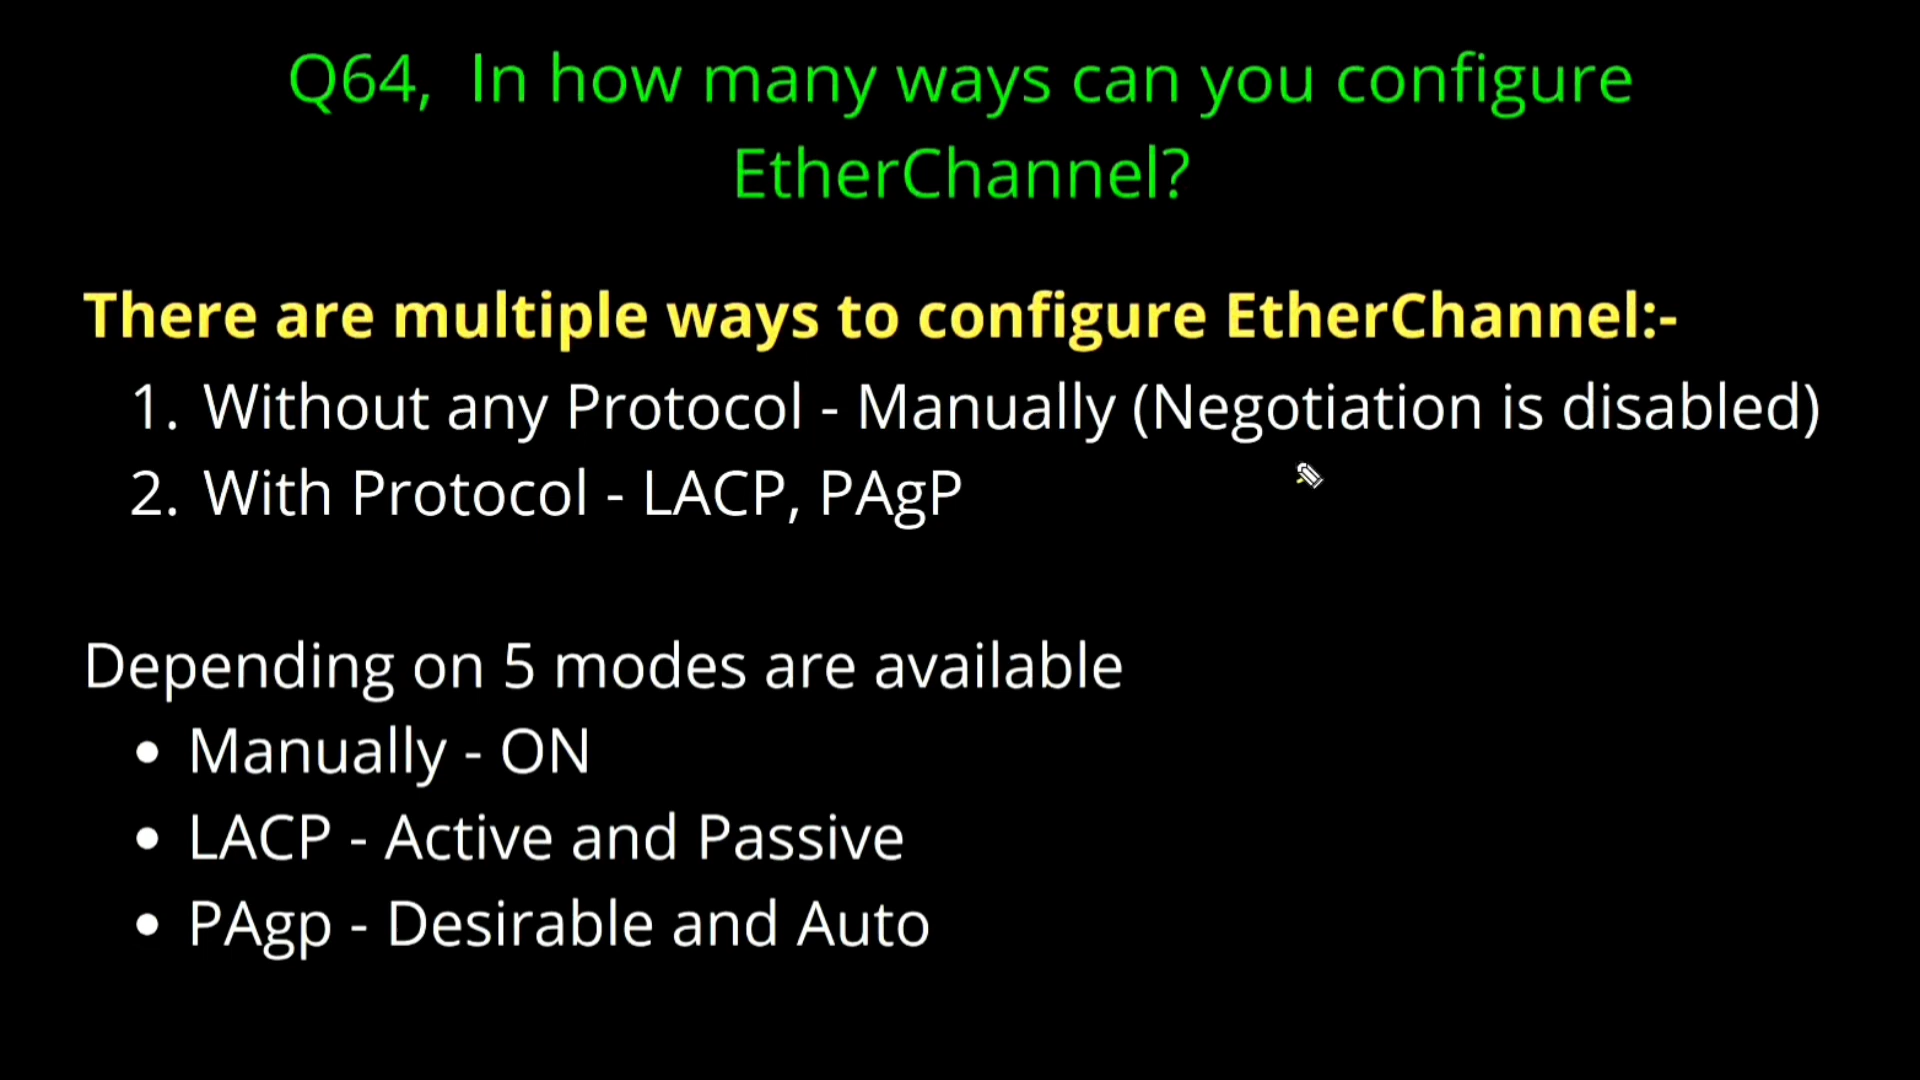 Q64, In how many ways can you configure
EtherChannel?
There are multiple ways to configure EtherChannel:-
1. Without any Protocol - Manually (Negotiation is disabled)
2. With Protocol - LACP, PAgP
Depending on 5 modes are available
• Manually - ON
• LACP - Active and Passive
• PAgp - Desirable and Auto